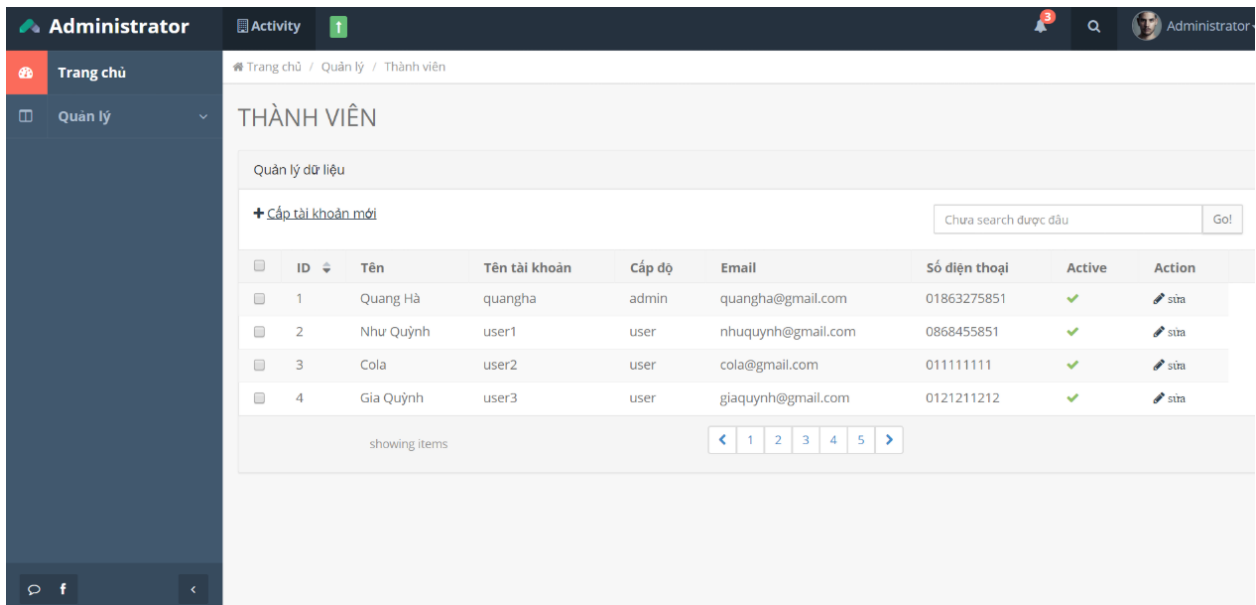 Administrator Activity 3 Administrator
Trang chủ
Quản lý
Trang chủ / Quản lý / Thành viên
THÀNH VIÊN
Quản lý dữ liệu
Cấp tài khoản mới
Chưa search được đâu Go!
ID Tên Tên tài khoản Cấp độ Email Số điện thoại Active Action
1 Quang Hà quangha admin quangha@gmail.com 01863275851 sửa
2 Như Quỳnh user1 user nhuquynh@gmail.com 0868455851 sửa
3 Cola user2 user cola@gmail.com 011111111 sửa
4 Gia Quỳnh user3 user giaquynh@gmail.com 0121211212 sửa
showing items 1 2 3 4 5